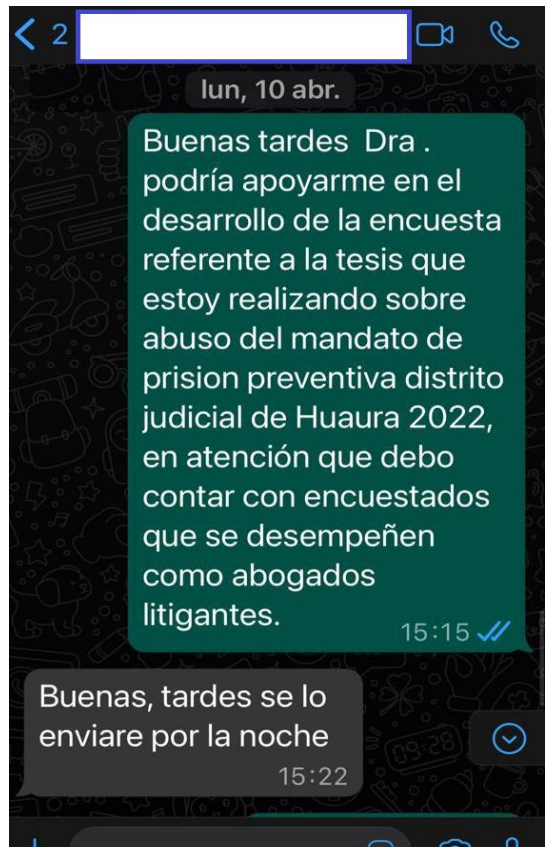 2
lun, 10 abr.
Buenas tardes Dra .
podría apoyarme en el
desarrollo de la encuesta
referente a la tesis que
estoy realizando sobre
abuso del mandato de
prision preventiva distrito
judicial de Huaura 2022,
en atención que debo
contar con encuestados
que se desempeñen
como abogados
litigantes.
15:15
Buenas, tardes se lo
enviare por la noche
15:22